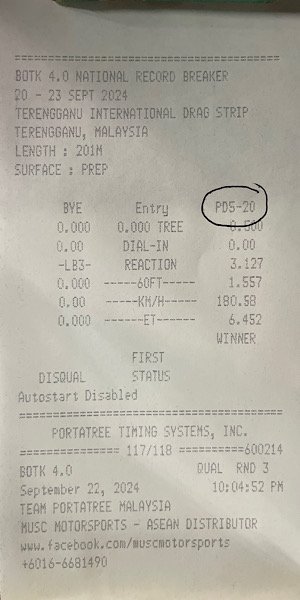 ==========================================
BOTK 4.0 NATIONAL RECORD BREAKER
20 - 23 SEPT 2024
TERENGGANU INTERNATIONAL DRAG STRIP
TERENGGANU, MALAYSIA
LENGTH : 201M
SURFACE : PREP
BYE Entry PD5-20
0.000 0.000 TREE 0.500
0.00 DIAL-IN 0.00
-LB3- REACTION 3.127
0.000 ------60FT------ 1.557
0.00 ------KM/H------ 180.58
0.000 -------ET------- 6.452
WINNER
FIRST
DISQUAL STATUS
Autostart Disabled
==========================================
PORTATREE TIMING SYSTEMS, INC.
================ 117/118 ==========600214
BOTK 4.0 QUAL RND 3
September 22, 2024 10:04:52 PM
TEAM PORTATREE MALAYSIA
MUSC MOTORSPORTS - ASEAN DISTRIBUTOR
www.facebook.com/muscmotorsports
+6016-6681490